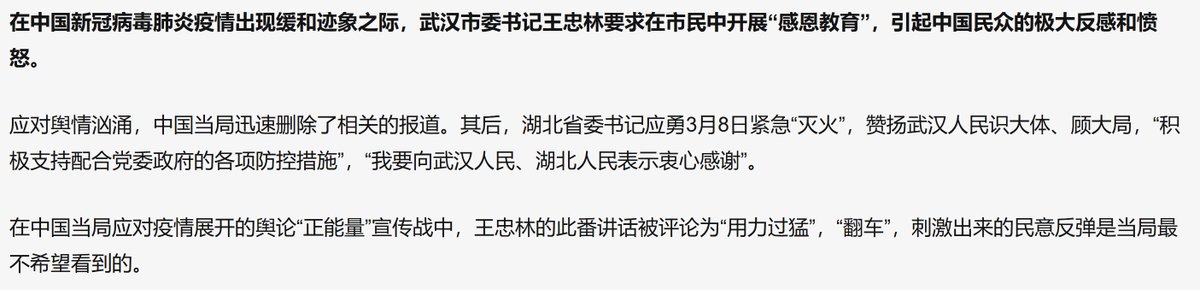 在中国新冠病毒肺炎疫情出现缓和迹象之际，武汉市委书记王忠林要求在市民中开展“感恩教育”，引起中国民众的极大反感和愤
怒。
应对舆情汹涌，中国当局迅速删除了相关的报道。其后，湖北省委书记应勇3月8日紧急“灭火”，赞扬武汉人民识大体、顾大局，“积
极支持配合党委政府的各项防控措施”，“我要向武汉人民、湖北人民表示衷心感谢”。
在中国当局应对疫情展开的舆论“正能量”宣传战中，王忠林的此番讲话被评论为“用力过猛”，“翻车”，刺激出来的民意反弹是当局最
不希望看到的。